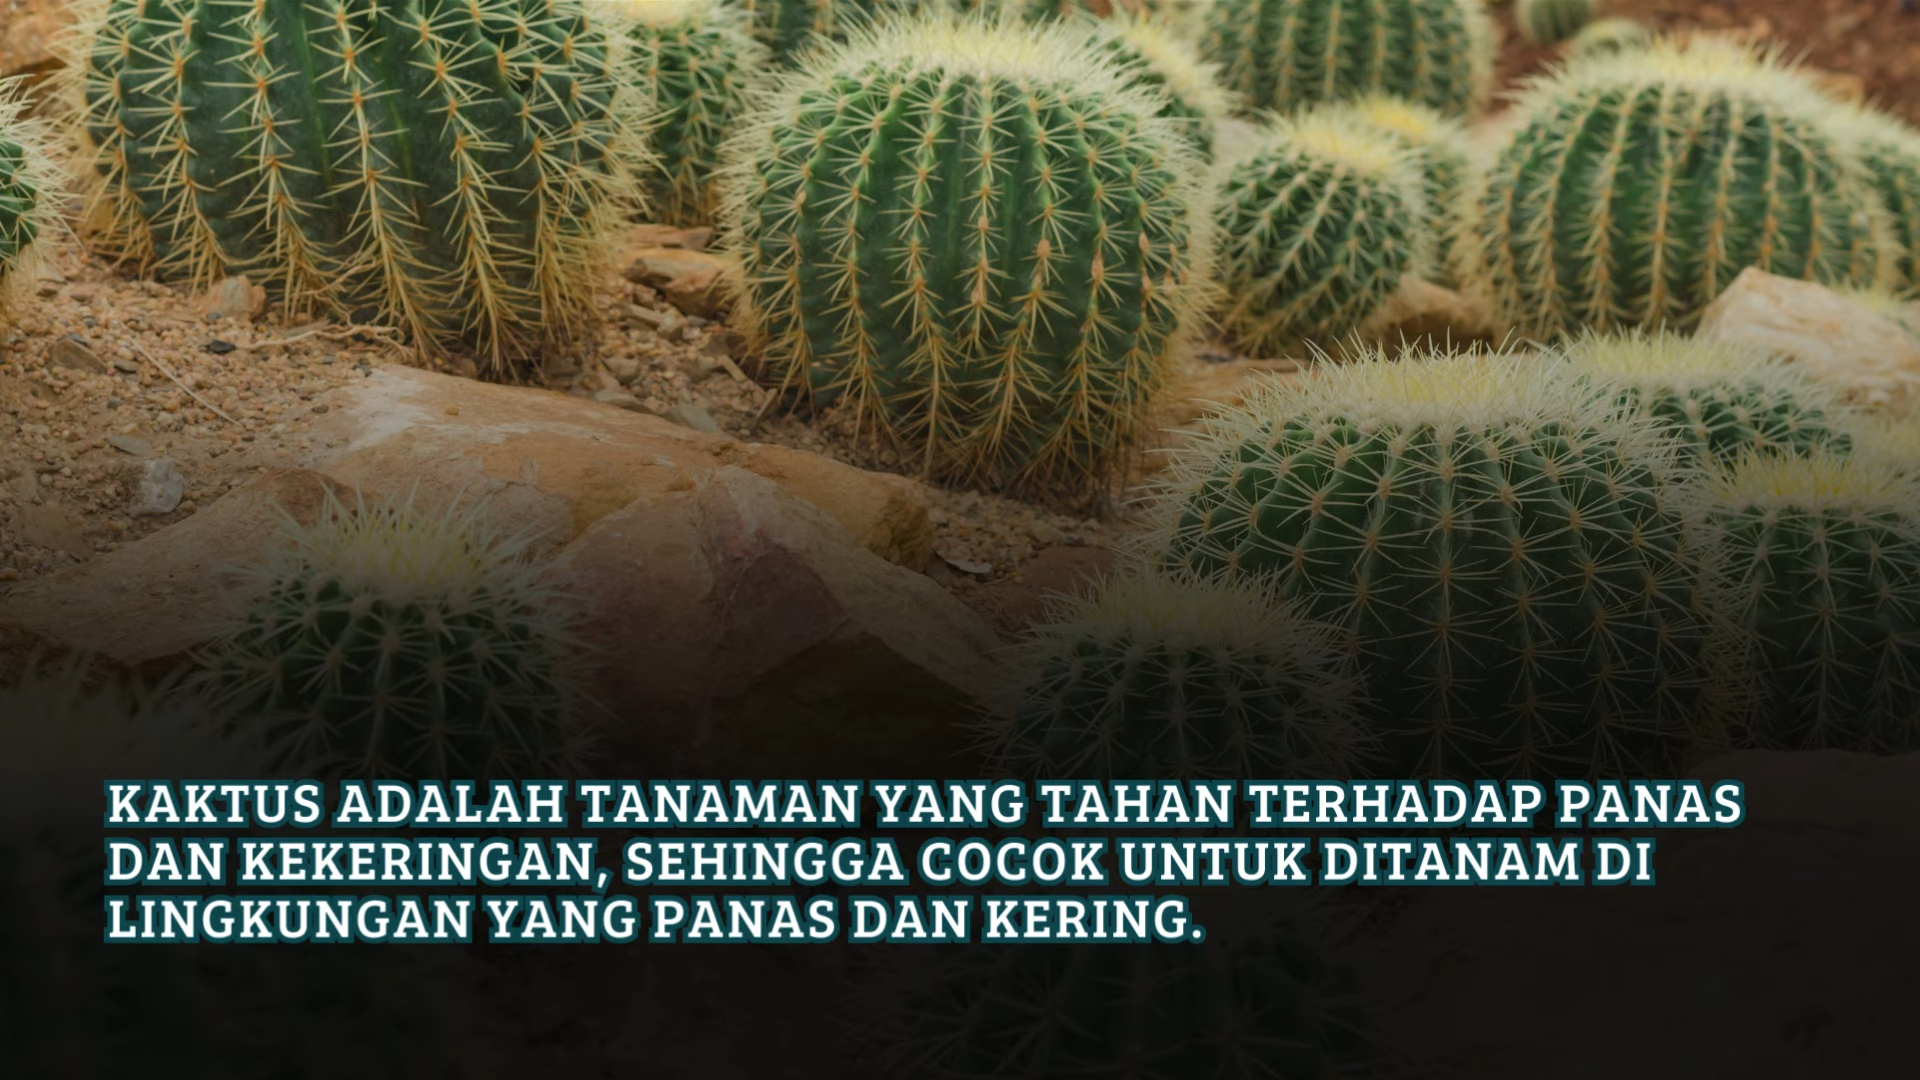 KAKTUS ADALAH TANAMAN YANG TAHAN TERHADAP PANAS
DAN KEKERINGAN, SEHINGGA COCOK UNTUK DITANAM DI
LINGKUNGAN YANG PANAS DAN KERING.